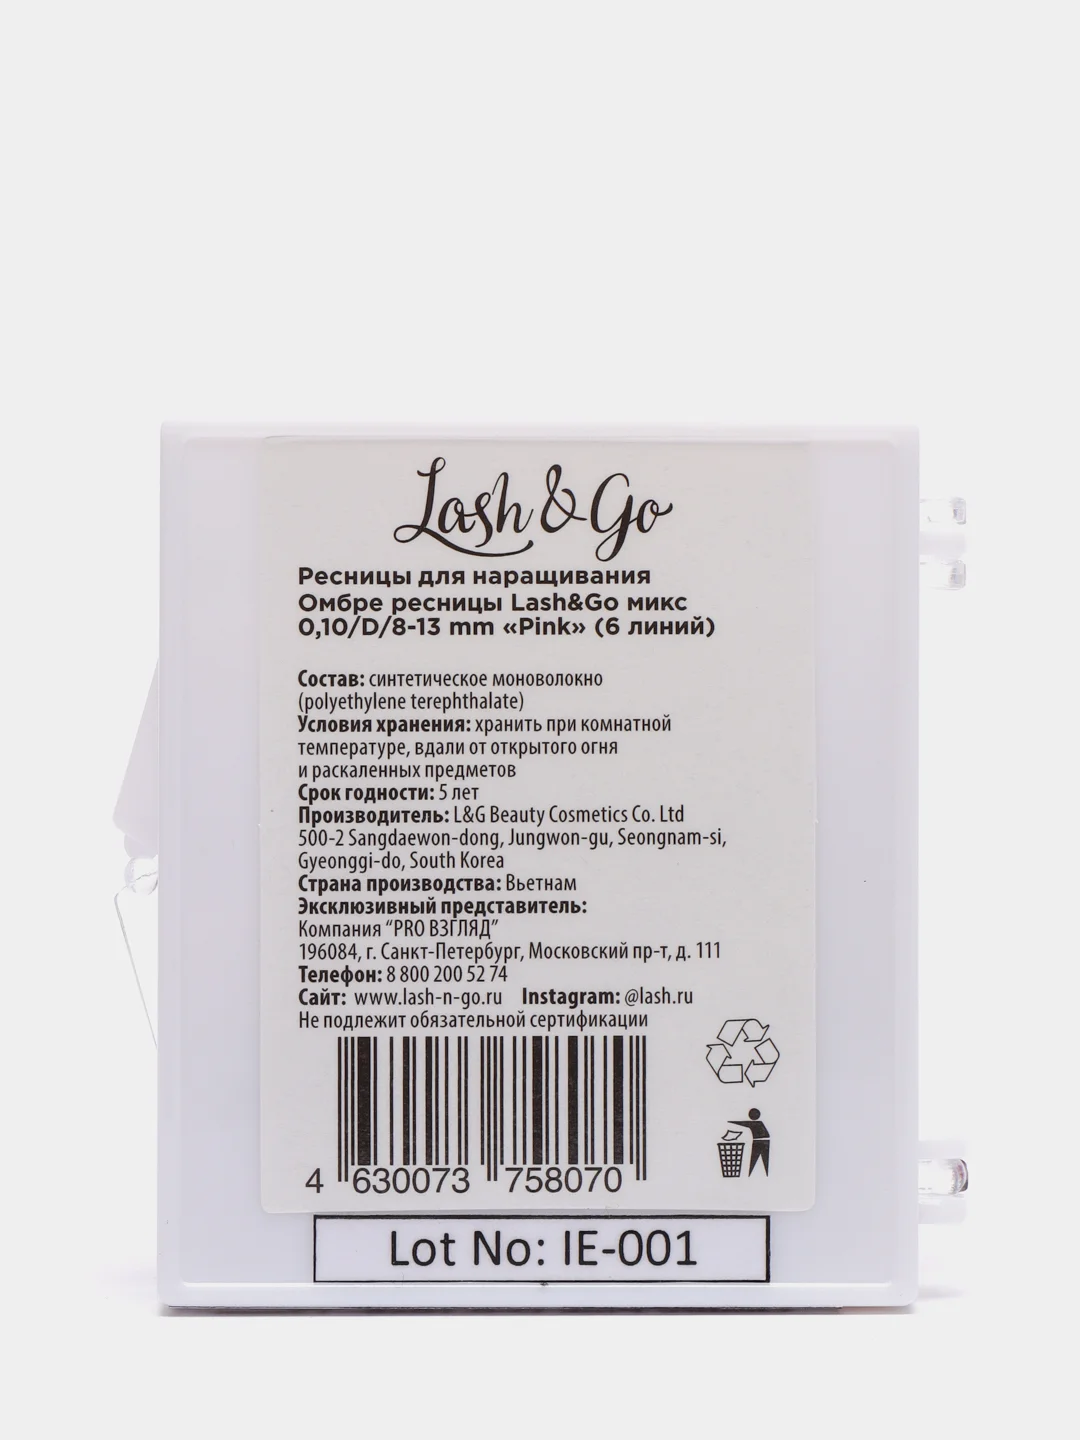 Lash & Go
Ресницы для наращивания
Омбре ресницы Lash&Go микс
0,10/D/8-13 mm «Pink» (6 линий)
Состав: синтетическое моноволокно
(polyethylene terephthalate)
Условия хранения: хранить при комнатной
температуре, вдали от открытого огня
и раскаленных предметов
Срок годности: 5 лет
Производитель: L&G Beauty Cosmetics Co. Ltd
500-2 Sangdaewon-dong, Jungwon-gu, Seongnam-si,
Gyeonggi-do, South Korea
Страна производства: Вьетнам
Эксклюзивный представитель:
Компания “PRO ВЗГЛЯД”
196084, г. Санкт-Петербург, Московский пр-т, д. 111
Телефон: 8 800 200 52 74
Сайт: www.lash-n-go.ru Instagram: @lash.ru
Не подлежит обязательной сертификации
4 630073 758070
Lot No: IE-001